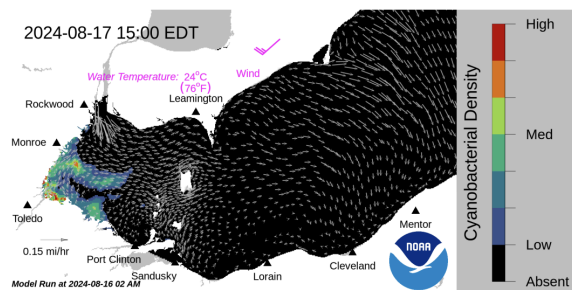 2024-08-17 15:00 EDT
Water Temperature: 24°C
(76°F)
Wind
Leamington
Rockwood
Monroe
Toledo
0.15 mi/hr
Port Clinton
Sandusky
Lorain
Cleveland
Mentor
NOAA
Model Run at 2024-08-16 02 AM
Cyanobacterial Density
High
Med
Low
Absent